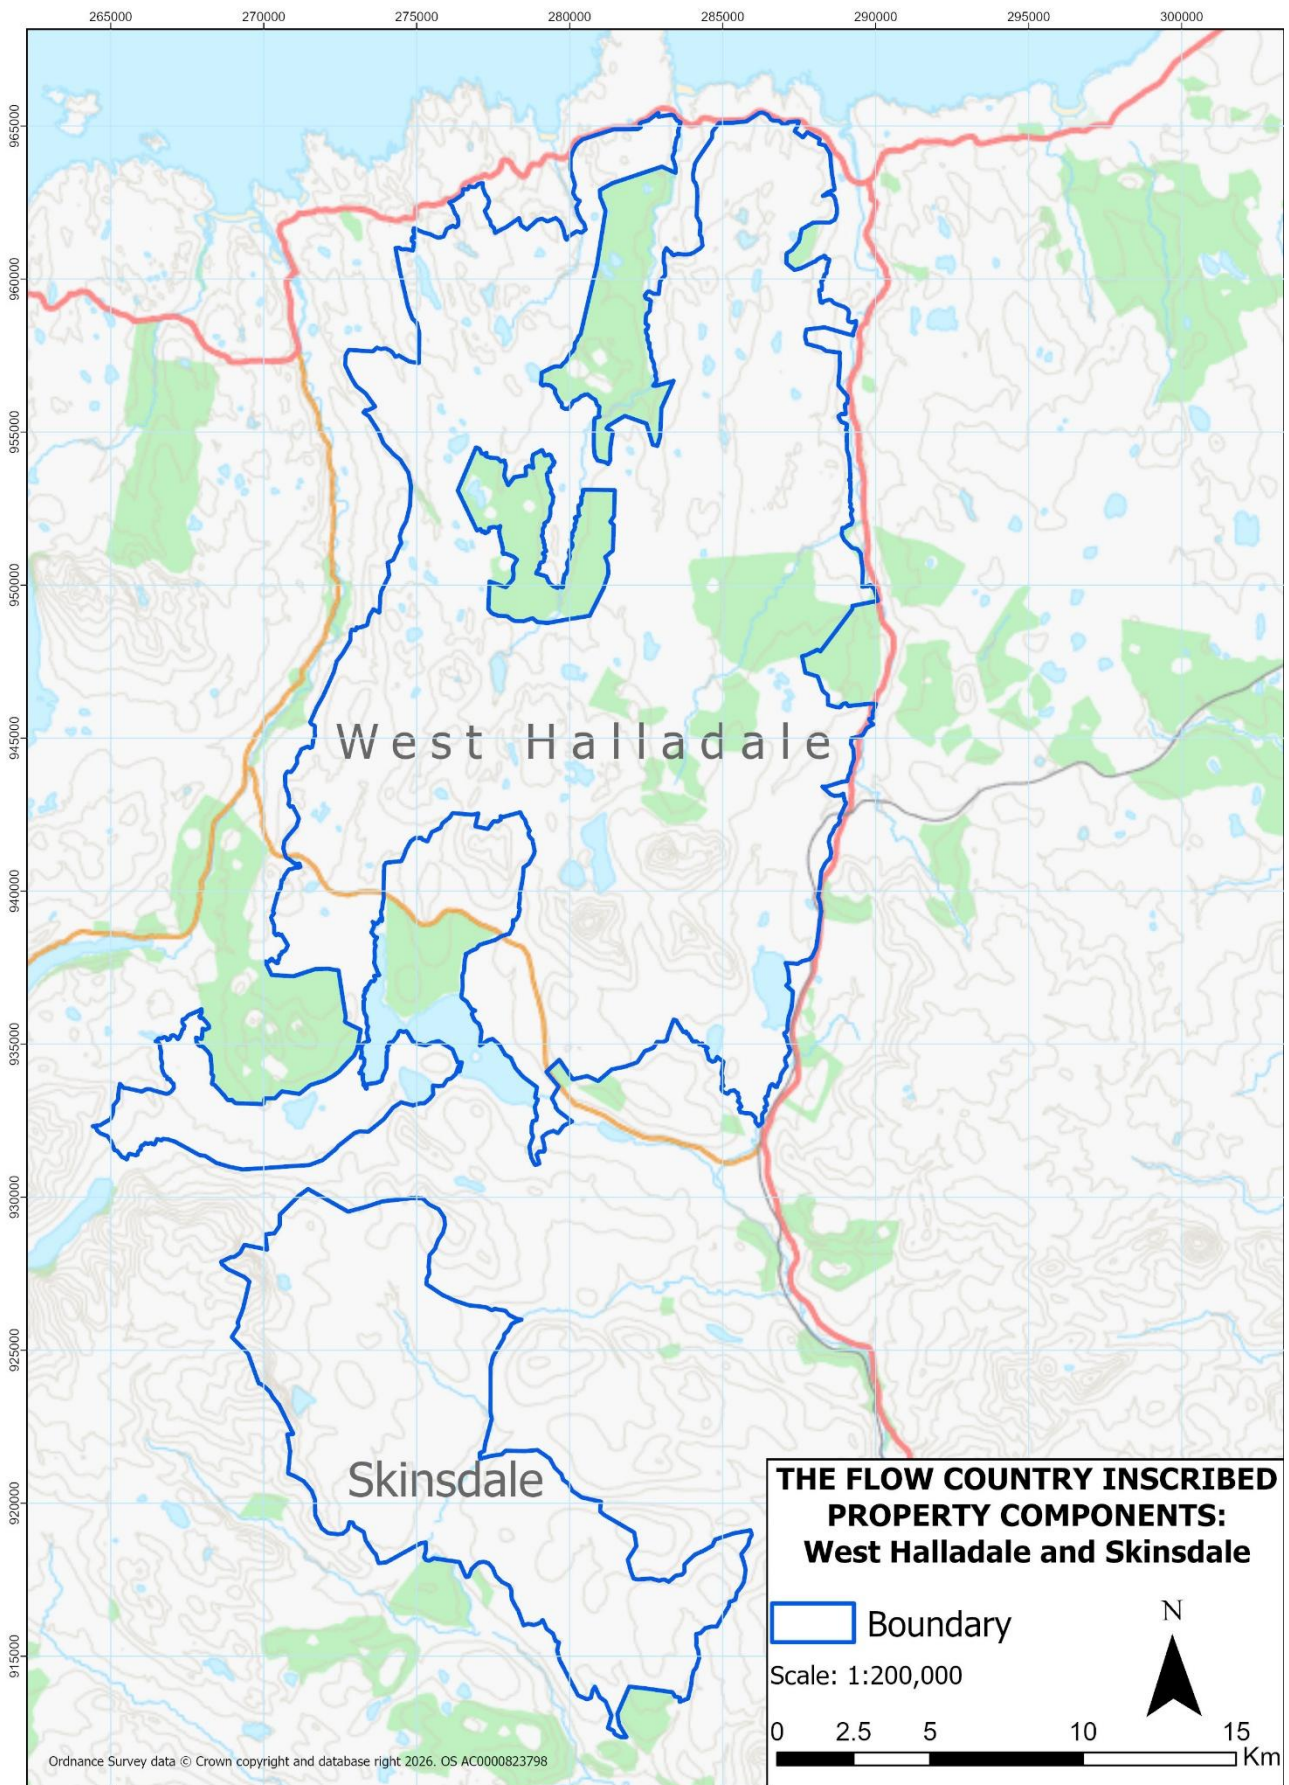 265000 270000 275000 280000 285000 290000 295000 300000
965000
960000
955000
950000
945000
940000
935000
930000
925000
920000
915000
West Halladale
Skinsdale
THE FLOW COUNTRY INSCRIBED
PROPERTY COMPONENTS:
West Halladale and Skinsdale
Boundary
Scale: 1:200,000
N
0 2.5 5 10 15
Km
Ordnance Survey data © Crown copyright and database right 2026. OS AC0000823798